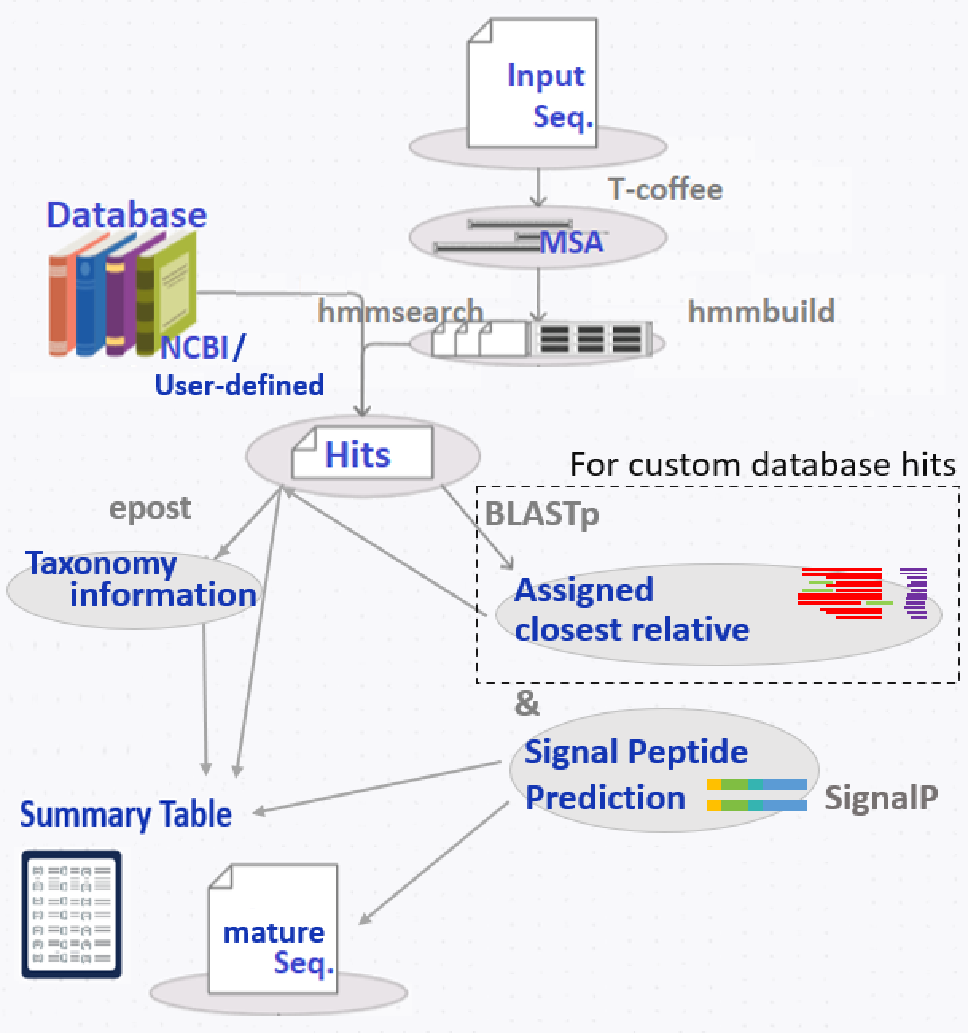 Input
Seq.
T-coffee
Database
MSA
hmmsearch
hmmbuild
NCBI /
User-defined
Hits
For custom database hits
epost
BLASTp
Taxonomy
information
Assigned
closest relative
&
Signal Peptide
Prediction
SignalP
Summary Table
mature
Seq.